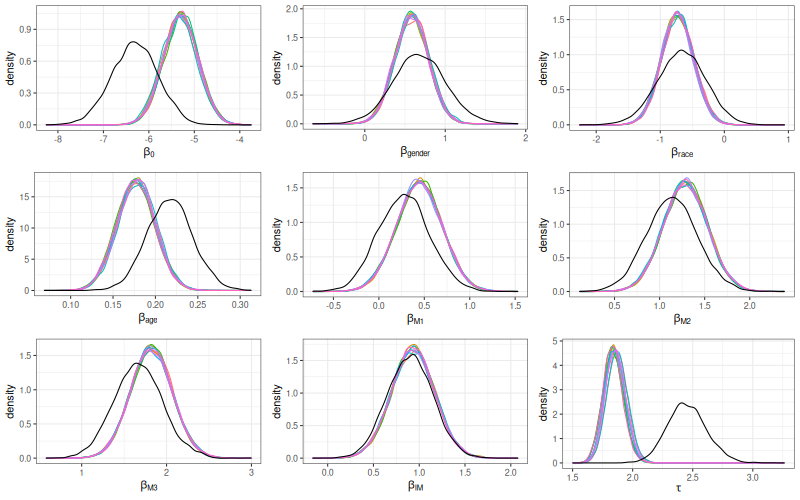 density
0.9
0.6
0.3
0.0
-8 -7 -6 -5 -4
β0
density
2.0
1.5
1.0
0.5
0.0
0 1 2
βgender
density
1.5
1.0
0.5
0.0
-2 -1 0 1
βrace
density
15
10
5
0
0.10 0.15 0.20 0.25 0.30
βage
density
1.5
1.0
0.5
0.0
-0.5 0.0 0.5 1.0 1.5
βM1
density
1.5
1.0
0.5
0.0
0.5 1.0 1.5 2.0
βM2
density
1.5
1.0
0.5
0.0
1 2 3
βM3
density
1.5
1.0
0.5
0.0
0.0 0.5 1.0 1.5 2.0
βIM
density
5
4
3
2
1
0
1.5 2.0 2.5 3.0
τ